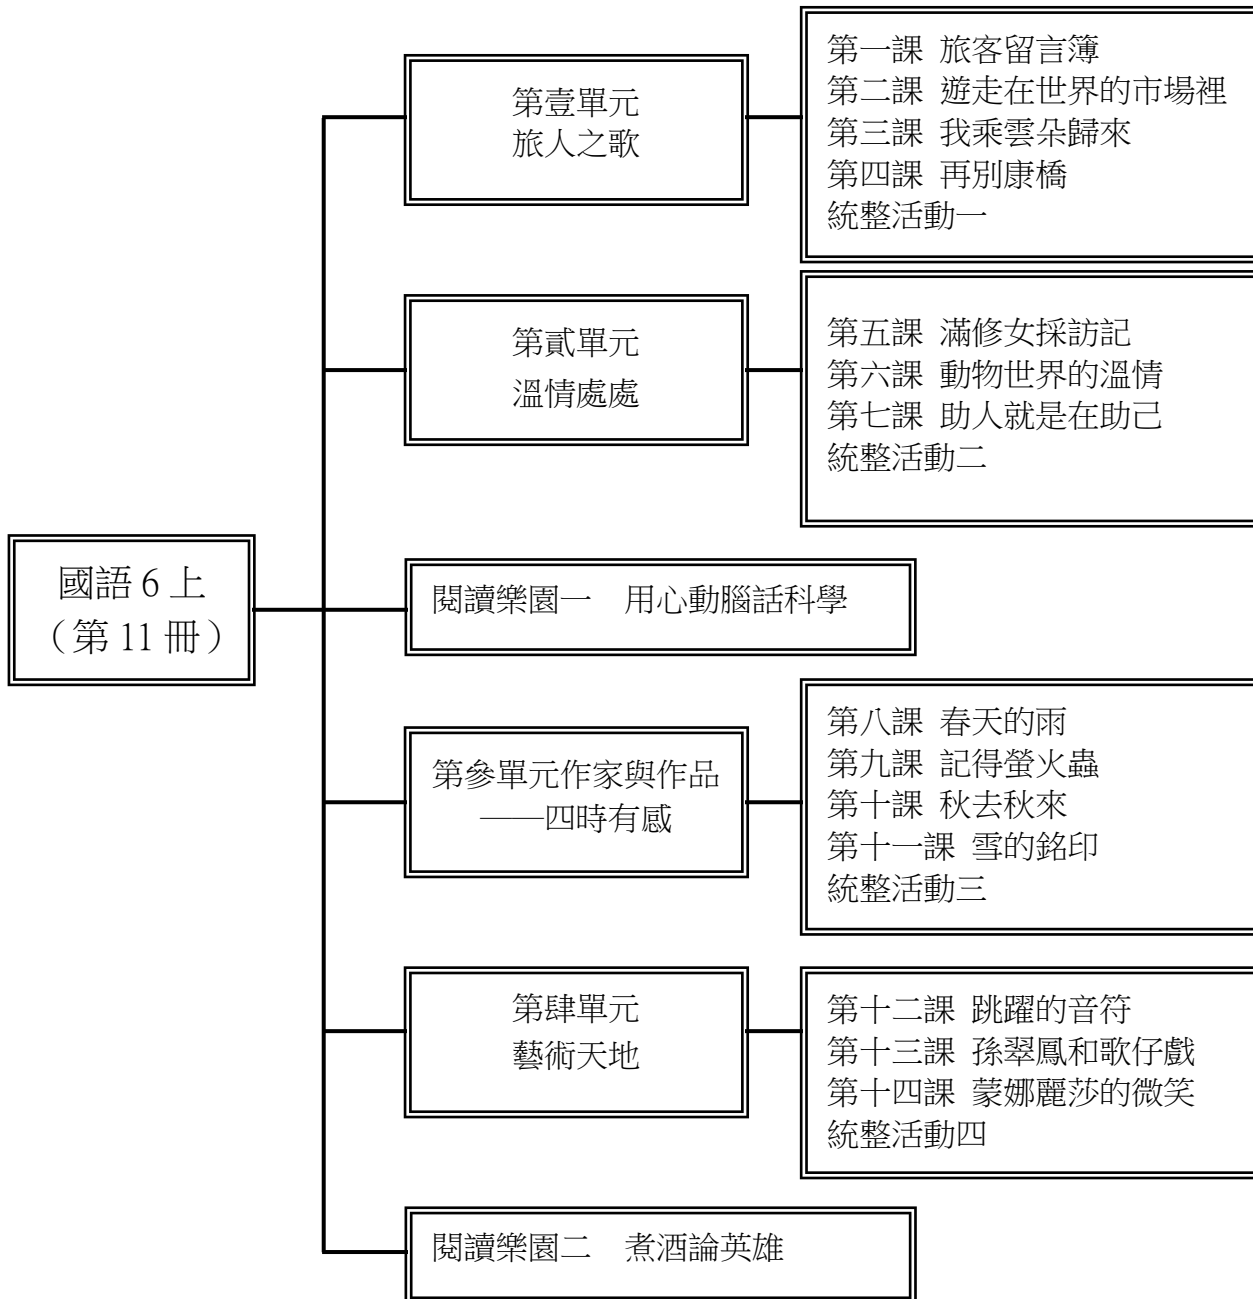 國語 6 上
（第 11 冊）
第壹單元
旅人之歌
第一課 旅客留言簿
第二課 遊走在世界的市場裡
第三課 我乘雲朵歸來
第四課 再別康橋
統整活動一
第貳單元
溫情處處
第五課 滿修女採訪記
第六課 動物世界的溫情
第七課 助人就是在助己
統整活動二
閱讀樂園一　用心動腦話科學
第參單元作家與作品
──四時有感
第八課 春天的雨
第九課 記得螢火蟲
第十課 秋去秋來
第十一課 雪的銘印
統整活動三
第肆單元
藝術天地
第十二課 跳躍的音符
第十三課 孫翠鳳和歌仔戲
第十四課 蒙娜麗莎的微笑
統整活動四
閱讀樂園二　煮酒論英雄